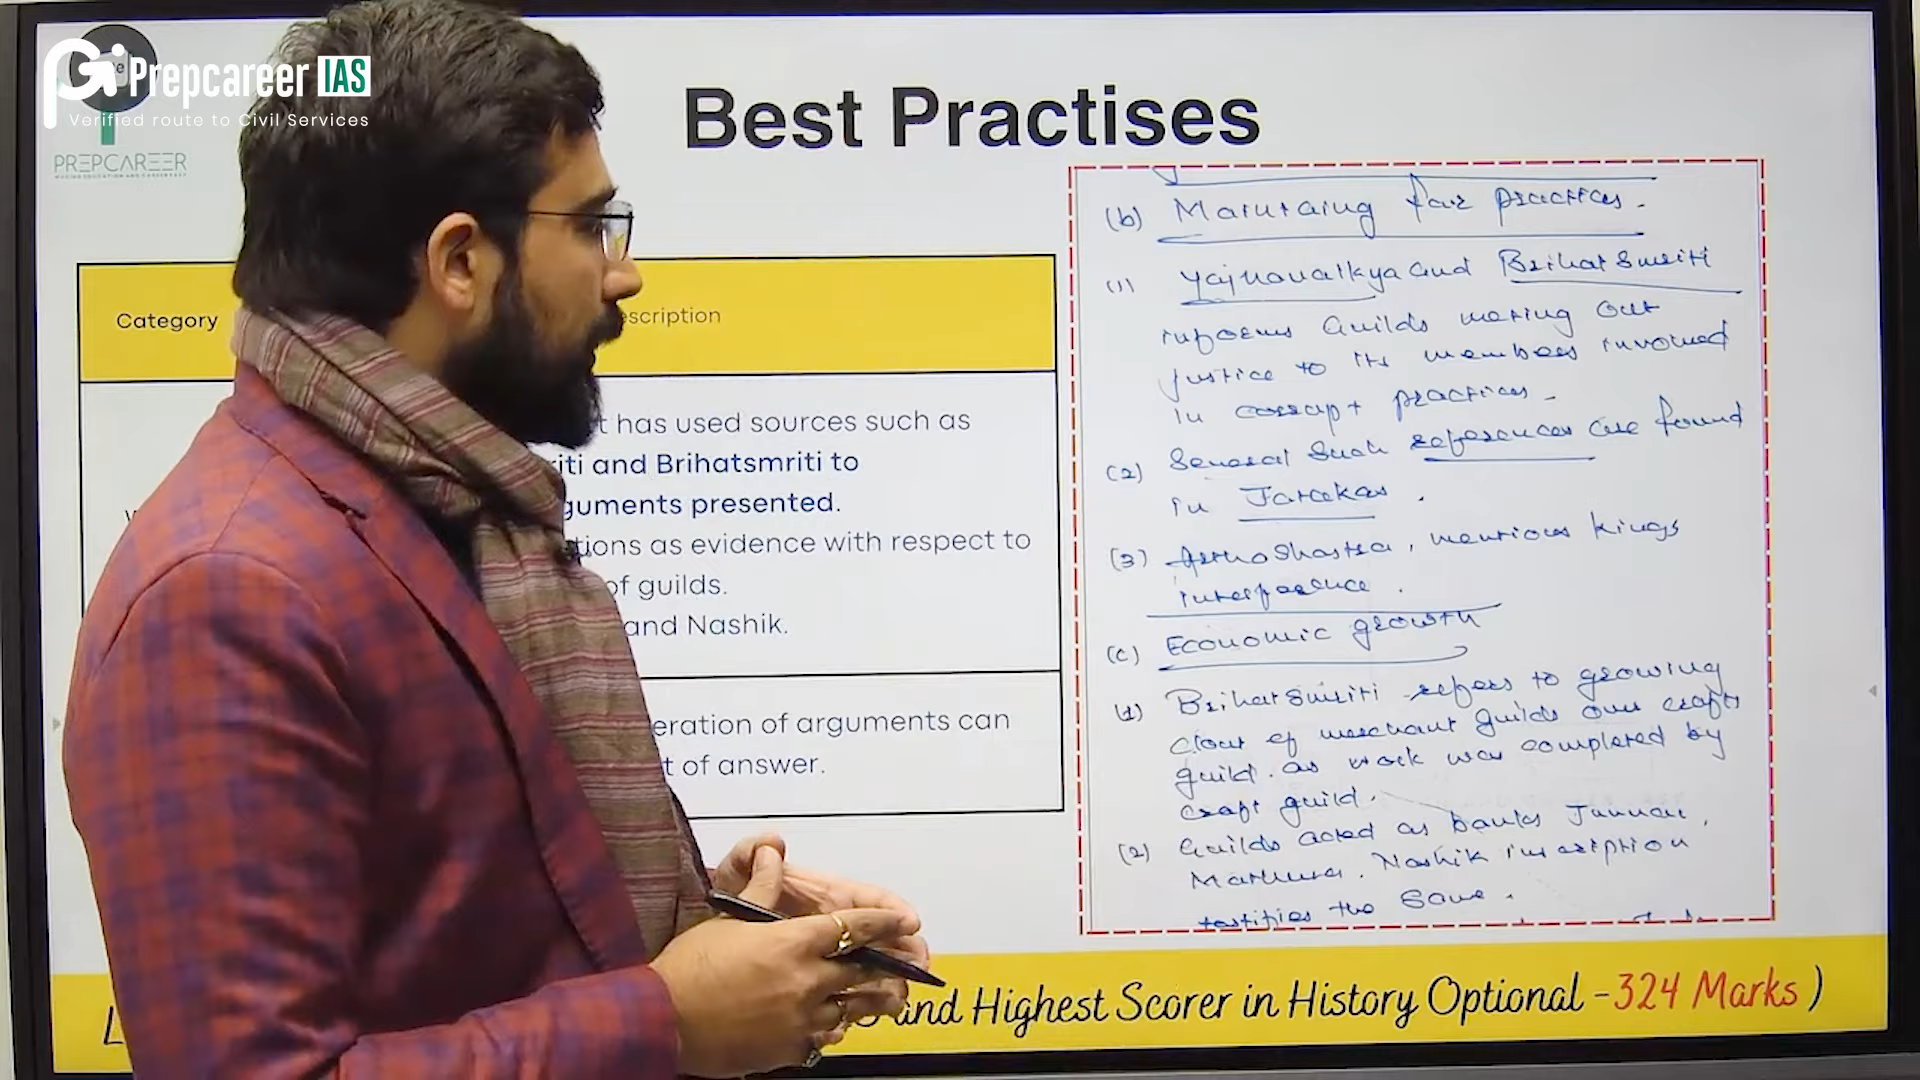 Prepcareer IAS
Verified route to Civil Services
PREPCAREER
Best Practises
Category
escription
t has used sources such as
riti and Brihatsmriti to
guments presented.
tions as evidence with respect to
of guilds.
and Nashik.
eration of arguments can
t of answer.
(b) Maintaing fair practices.
(1) Yajnavalkya and Brihat Smriti
informs Guilds meting out
justice to its members involved
in corrupt practices.
(2) Several such references are found
in Jatakas.
(3) Arthashastra, mentions kings
interference.
(c) Economic growth
(1) Brihat Smriti refers to growing
clout of merchant guilds over crafts
guild. as work was completed by
craft guild.
(2) Guilds acted as banks Junnar,
Mathura. Nashik inscription
testifies the same.
and Highest Scorer in History Optional -324 Marks )